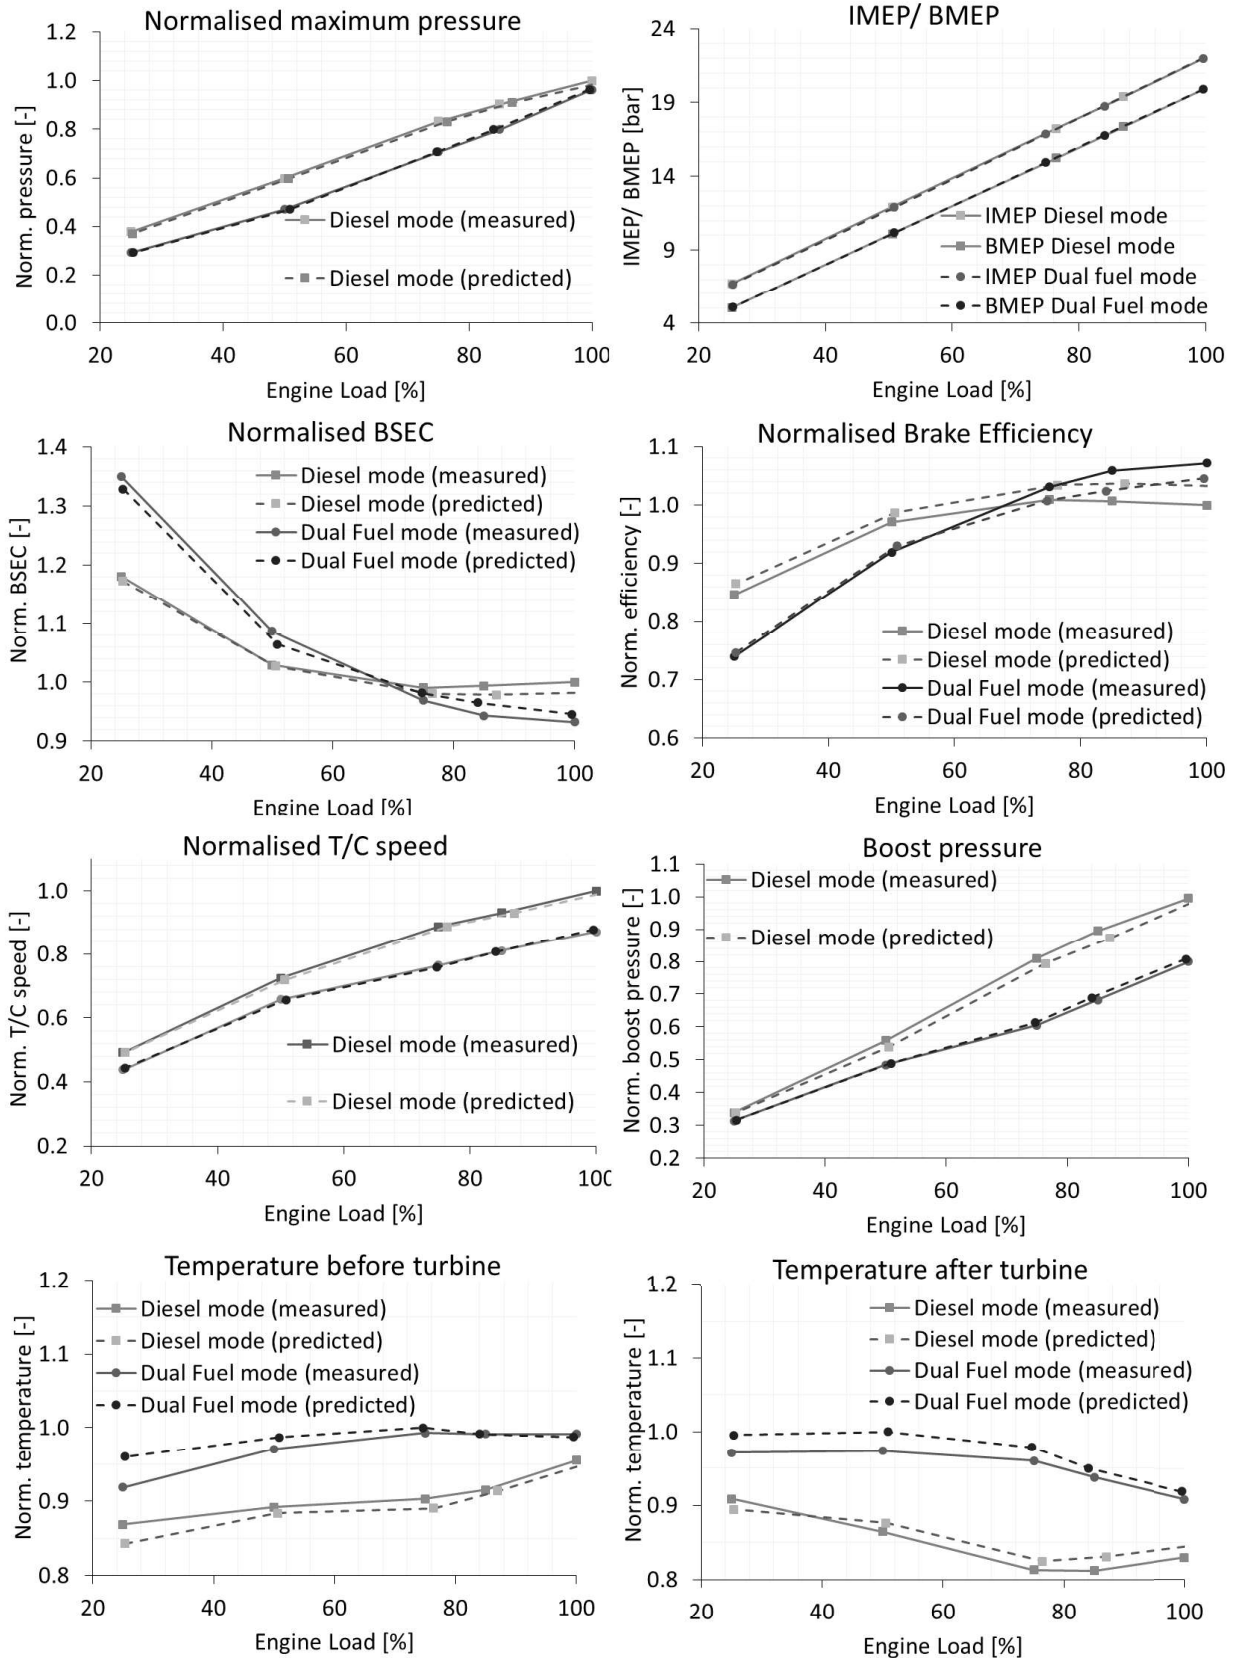 Normalised maximum pressure
1.2
1.0
0.8
0.6
0.4
0.2
0.0
Norm. pressure [-]
Diesel mode (measured)
Diesel mode (predicted)
20 40 60 80 100
Engine Load [%]
IMEP/ BMEP
24
19
14
9
4
IMEP/ BMEP [bar]
IMEP Diesel mode
BMEP Diesel mode
IMEP Dual fuel mode
BMEP Dual Fuel mode
20 40 60 80 100
Engine Load [%]
Normalised BSEC
1.4
1.3
1.2
1.1
1.0
0.9
Norm. BSEC [-]
Diesel mode (measured)
Diesel mode (predicted)
Dual Fuel mode (measured)
Dual Fuel mode (predicted)
20 40 60 80 100
Engine Load [%]
Normalised Brake Efficiency
1.1
1.0
0.9
0.8
0.7
0.6
Norm. efficiency [-]
Diesel mode (measured)
Diesel mode (predicted)
Dual Fuel mode (measured)
Dual Fuel mode (predicted)
20 40 60 80 100
Engine Load [%]
Normalised T/C speed
1.0
0.8
0.6
0.4
0.2
Norm. T/C speed [-]
Diesel mode (measured)
Diesel mode (predicted)
20 40 60 80 100
Engine Load [%]
Boost pressure
1.1
1.0
0.9
0.8
0.7
0.6
0.5
0.4
0.3
0.2
Norm. boost pressure [-]
Diesel mode (measured)
Diesel mode (predicted)
20 40 60 80 100
Engine Load [%]
Temperature before turbine
1.2
1.1
1.0
0.9
0.8
Norm. temperature [-]
Diesel mode (measured)
Diesel mode (predicted)
Dual Fuel mode (measured)
Dual Fuel mode (predicted)
20 40 60 80 100
Engine Load [%]
Temperature after turbine
1.2
1.1
1.0
0.9
0.8
Norm. temperature [-]
Diesel mode (measured)
Diesel mode (predicted)
Dual Fuel mode (measured)
Dual Fuel mode (predicted)
20 40 60 80 100
Engine Load [%]